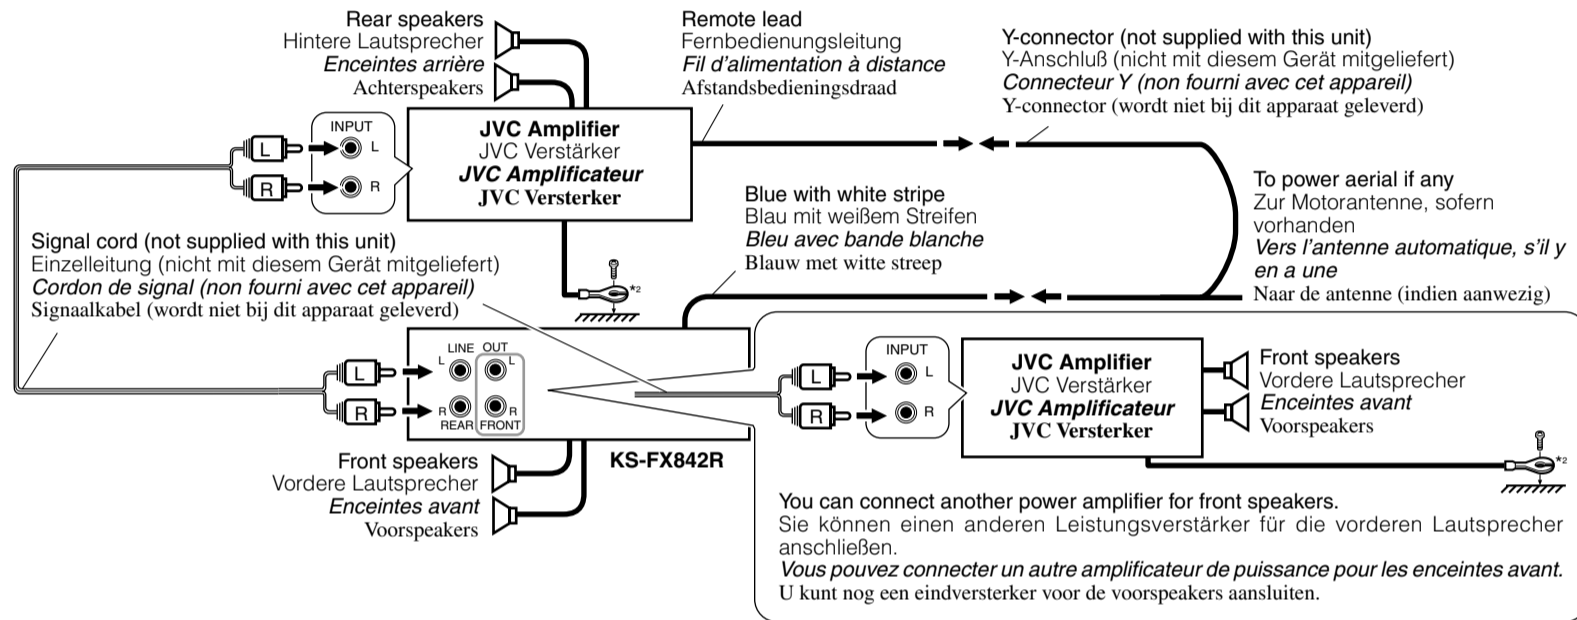 Rear speakers
Hintere Lautsprecher
Enceintes arrière
Achterspeakers
Remote lead
Fernbedienungsleitung
Fil d'alimentation à distance
Afstandsbedieningsdraad
Y-connector (not supplied with this unit)
Y-Anschluß (nicht mit diesem Gerät mitgeliefert)
Connecteur Y (non fourni avec cet appareil)
Y-connector (wordt niet bij dit apparaat geleverd)
INPUT
L
L
R
R
JVC Amplifier
JVC Verstärker
JVC Amplificateur
JVC Versterker
Blue with white stripe
Blau mit weißem Streifen
Bleu avec bande blanche
Blauw met witte streep
To power aerial if any
Zur Motorantenne, sofern
vorhanden
Vers l'antenne automatique, s'il y
en a une
Naar de antenne (indien aanwezig)
Signal cord (not supplied with this unit)
Einzelleitung (nicht mit diesem Gerät mitgeliefert)
Cordon de signal (non fourni avec cet appareil)
Signaalkabel (wordt niet bij dit apparaat geleverd)
*2
LINE OUT
L
L
L
R
R
R
REAR FRONT
KS-FX842R
Front speakers
Vordere Lautsprecher
Enceintes avant
Voorspeakers
INPUT
L
L
R
R
JVC Amplifier
JVC Verstärker
JVC Amplificateur
JVC Versterker
Front speakers
Vordere Lautsprecher
Enceintes avant
Voorspeakers
*2
You can connect another power amplifier for front speakers.
Sie können einen anderen Leistungsverstärker für die vorderen Lautsprecher
anschließen.
Vous pouvez connecter un autre amplificateur de puissance pour les enceintes avant.
U kunt nog een eindversterker voor de voorspeakers aansluiten.